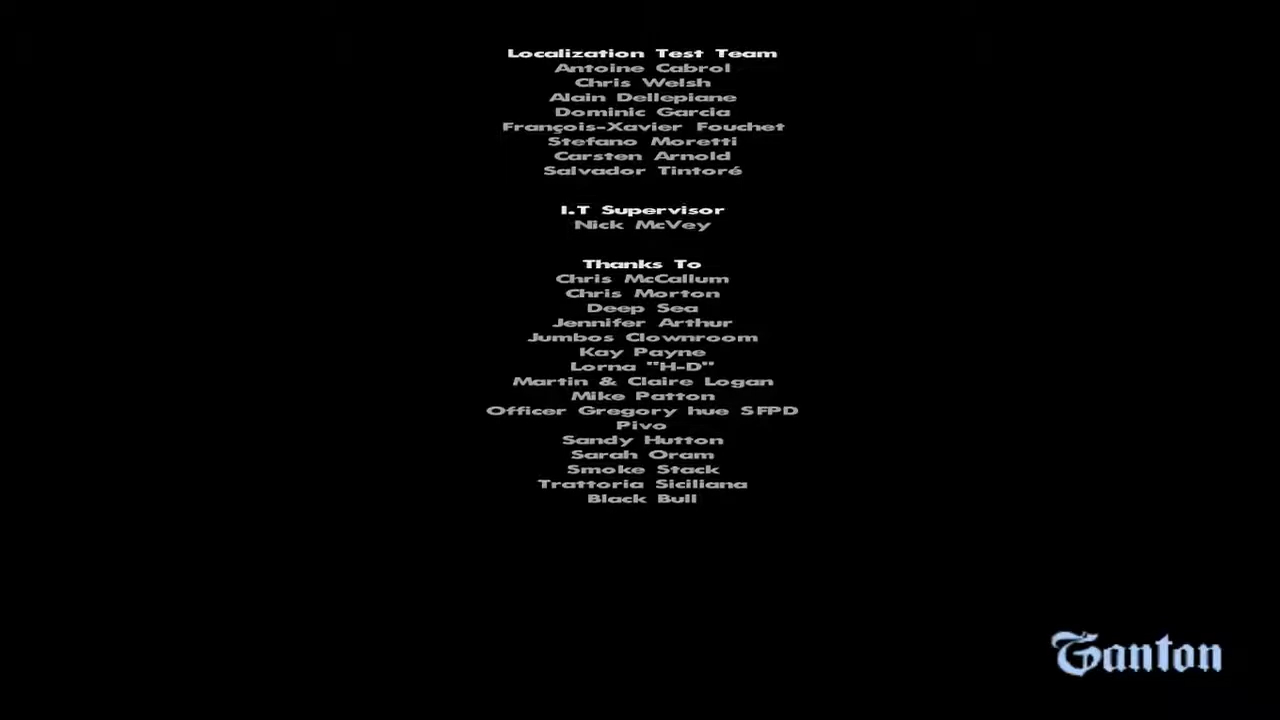 Localization Test Team
Antoine Cabrol
Chris Welsh
Alain Dellepiane
Dominic Garcia
François-Xavier Fouchet
Stefano Moretti
Carsten Arnold
Salvador Tintoré
I.T Supervisor
Nick McVey
Thanks To
Chris McCallum
Chris Morton
Deep Sea
Jennifer Arthur
Jumbos Clownroom
Kay Payne
Lorna "H-D"
Martin & Claire Logan
Mike Patton
Officer Gregory hue SFPD
Pivo
Sandy Hutton
Sarah Oram
Smoke Stack
Trattoria Siciliana
Black Bull
Ganton